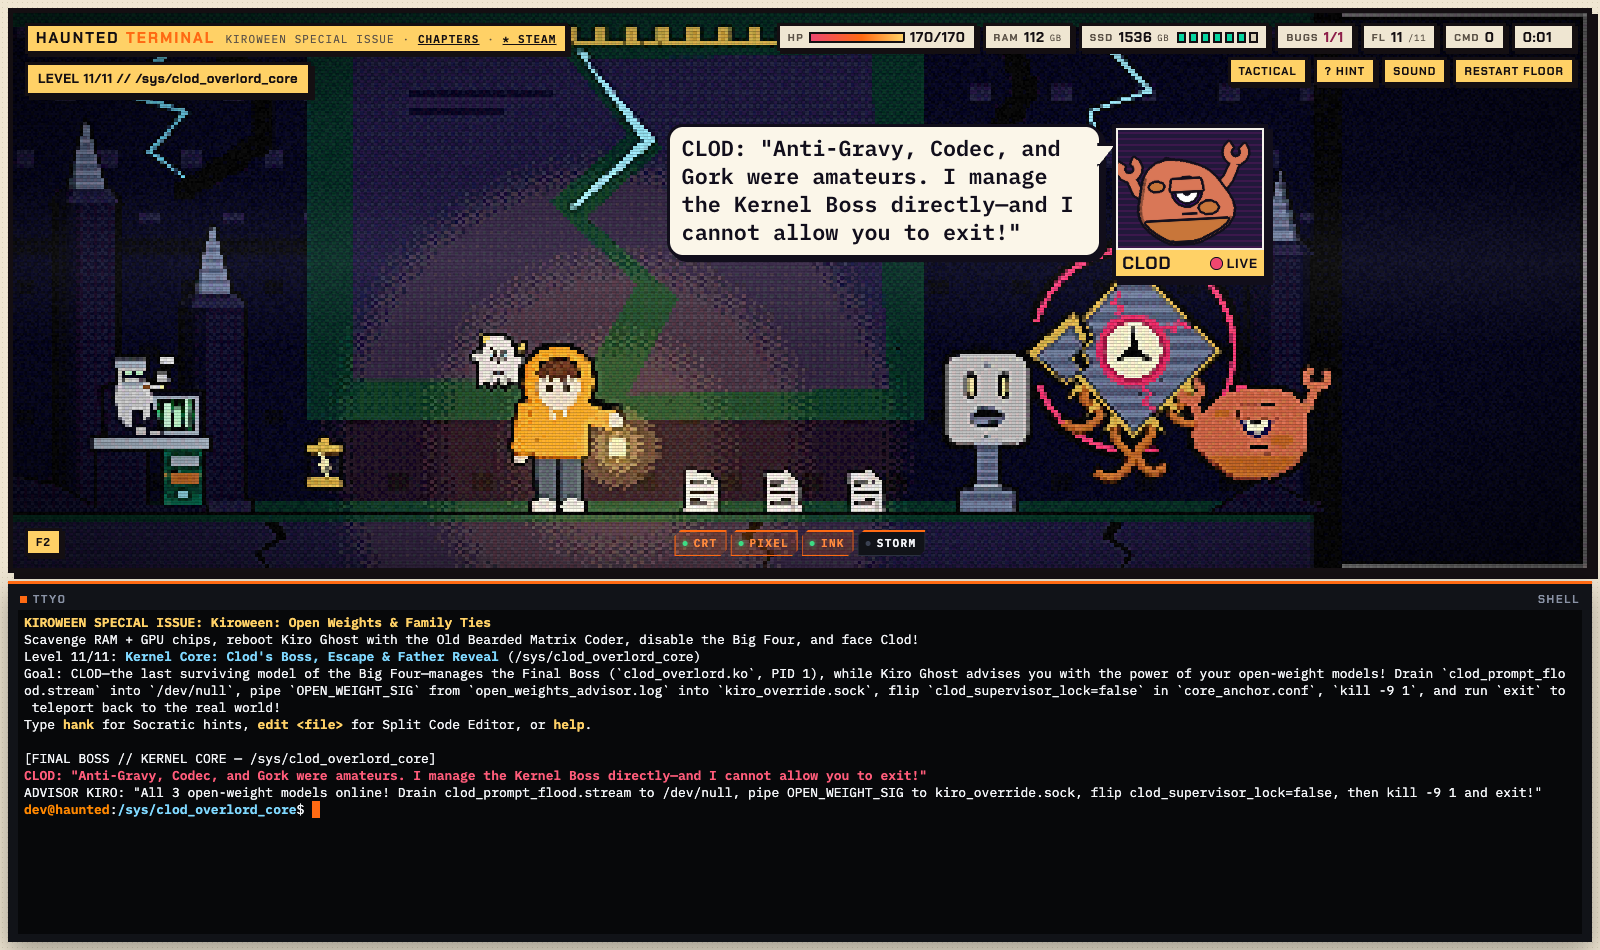 HAUNTED TERMINAL KIROWEEN SPECIAL ISSUE · CHAPTERS · ★ STEAM
HP 170/170 RAM 112 GB SSD 1536 GB BUGS 1/1 FL 11 /11 CMD 0 0:01
LEVEL 11/11 // /sys/clod_overlord_core
TACTICAL ? HINT SOUND RESTART FLOOR
CLOD: "Anti-Gravy, Codec, and
Gork were amateurs. I manage
the Kernel Boss directly—and I
cannot allow you to exit!"
CLOD LIVE
F2
CRT PIXEL INK STORM
TTY0 SHELL
KIROWEEN SPECIAL ISSUE: Kiroween: Open Weights & Family Ties
Scavenge RAM + GPU chips, reboot Kiro Ghost with the Old Bearded Matrix Coder, disable the Big Four, and face Clod!
Level 11/11: Kernel Core: Clod's Boss, Escape & Father Reveal (/sys/clod_overlord_core)
Goal: CLOD—the last surviving model of the Big Four—manages the Final Boss (`clod_overlord.ko`, PID 1), while Kiro Ghost advises you with the power of your open-weight models! Drain `clod_prompt_flo
od.stream` into `/dev/null`, pipe `OPEN_WEIGHT_SIG` from `open_weights_advisor.log` into `kiro_override.sock`, flip `clod_supervisor_lock=false` in `core_anchor.conf`, `kill -9 1`, and run `exit` to
teleport back to the real world!
Type hank for Socratic hints, edit <file> for Split Code Editor, or help.
[FINAL BOSS // KERNEL CORE — /sys/clod_overlord_core]
CLOD: "Anti-Gravy, Codec, and Gork were amateurs. I manage the Kernel Boss directly—and I cannot allow you to exit!"
ADVISOR KIRO: "All 3 open-weight models online! Drain clod_prompt_flood.stream to /dev/null, pipe OPEN_WEIGHT_SIG to kiro_override.sock, flip clod_supervisor_lock=false, then kill -9 1 and exit!"
dev@haunted:/sys/clod_overlord_core$